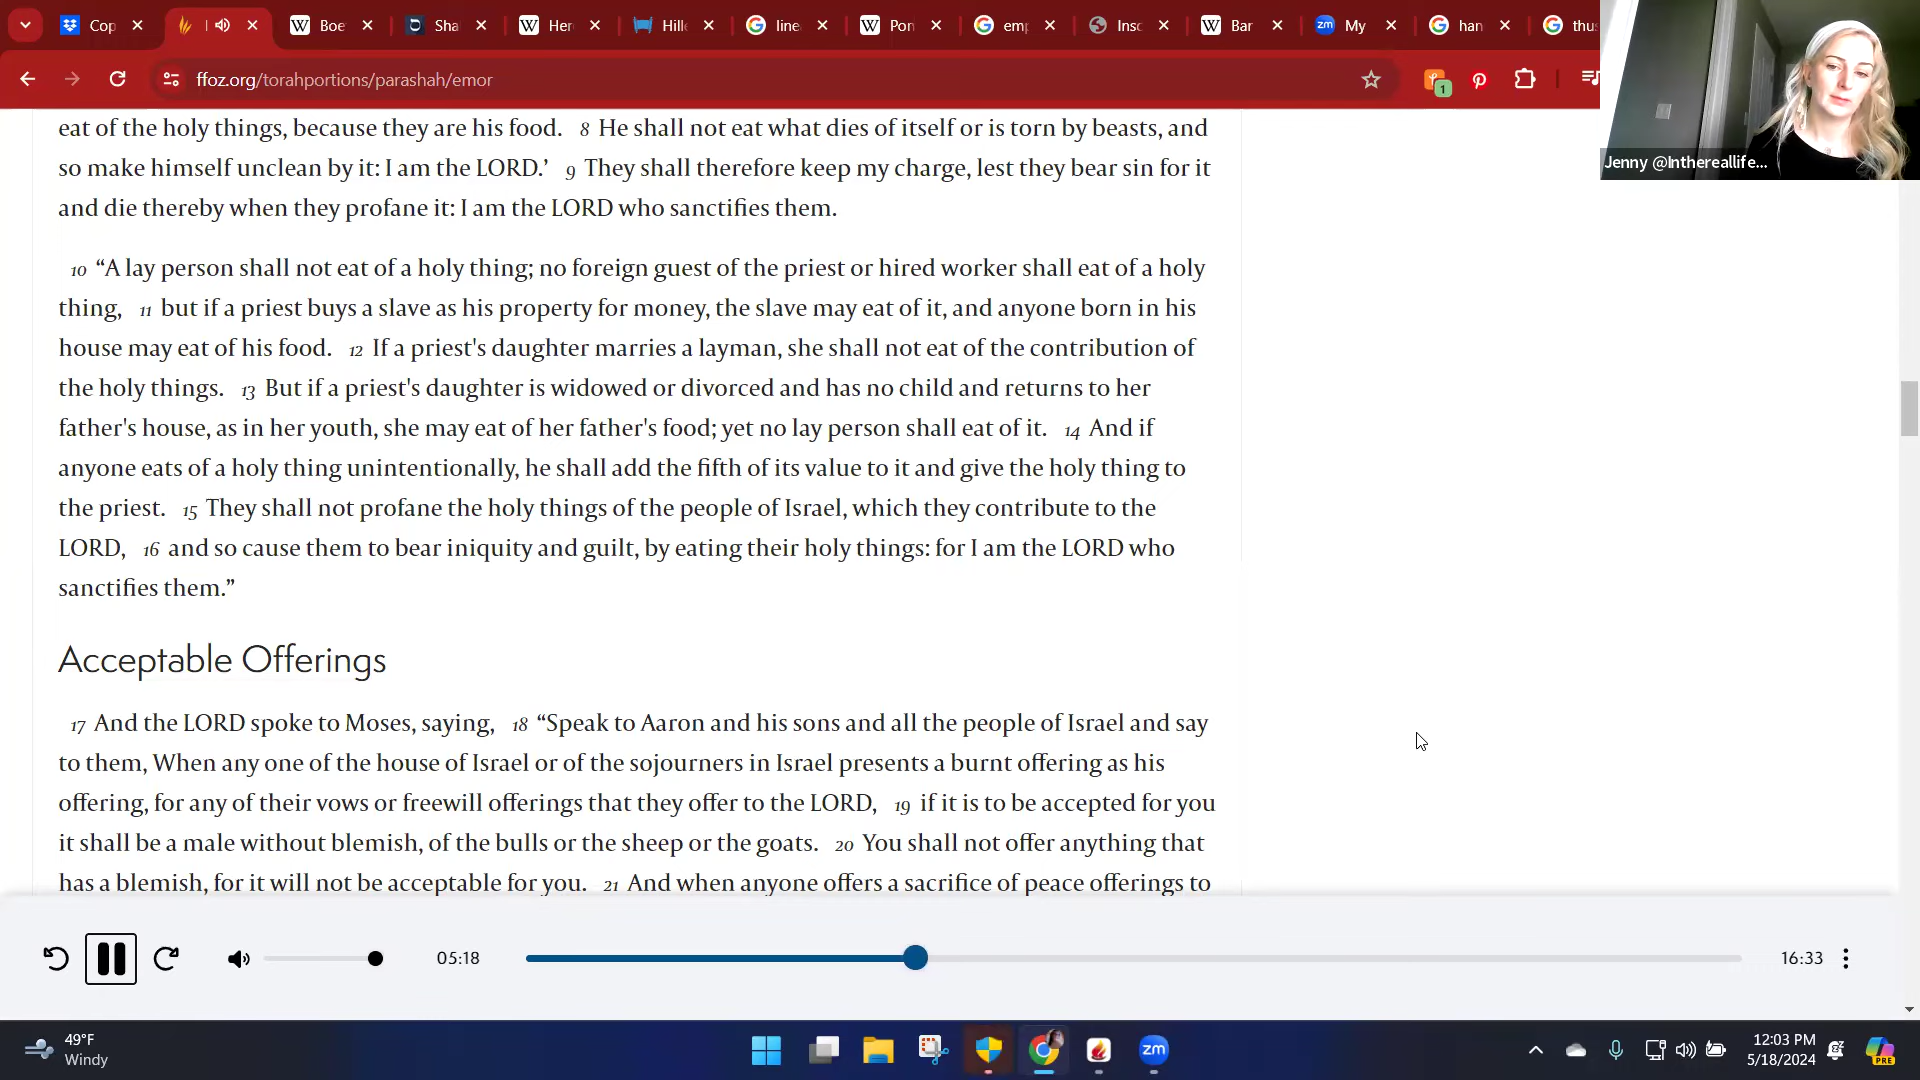 Cop
Boe
Sha
Her
Hille
line
Pon
emp
Insc
Bar
My
han
thus
ffoz.org/torahportions/parashah/emor
1
Jenny @Inthereallife...
eat of the holy things, because they are his food. 8 He shall not eat what dies of itself or is torn by beasts, and
so make himself unclean by it: I am the LORD.’ 9 They shall therefore keep my charge, lest they bear sin for it
and die thereby when they profane it: I am the LORD who sanctifies them.
10 “A lay person shall not eat of a holy thing; no foreign guest of the priest or hired worker shall eat of a holy
thing, 11 but if a priest buys a slave as his property for money, the slave may eat of it, and anyone born in his
house may eat of his food. 12 If a priest's daughter marries a layman, she shall not eat of the contribution of
the holy things. 13 But if a priest's daughter is widowed or divorced and has no child and returns to her
father's house, as in her youth, she may eat of her father's food; yet no lay person shall eat of it. 14 And if
anyone eats of a holy thing unintentionally, he shall add the fifth of its value to it and give the holy thing to
the priest. 15 They shall not profane the holy things of the people of Israel, which they contribute to the
LORD, 16 and so cause them to bear iniquity and guilt, by eating their holy things: for I am the LORD who
sanctifies them.”
Acceptable Offerings
17 And the LORD spoke to Moses, saying, 18 “Speak to Aaron and his sons and all the people of Israel and say
to them, When any one of the house of Israel or of the sojourners in Israel presents a burnt offering as his
offering, for any of their vows or freewill offerings that they offer to the LORD, 19 if it is to be accepted for you
it shall be a male without blemish, of the bulls or the sheep or the goats. 20 You shall not offer anything that
has a blemish, for it will not be acceptable for you. 21 And when anyone offers a sacrifice of peace offerings to
05:18
16:33
49°F
Windy
zm
12:03 PM
5/18/2024
PRE